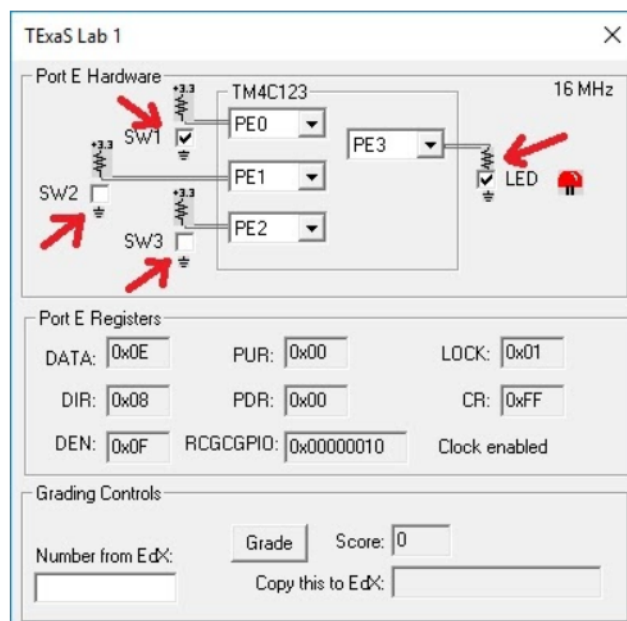 TExaS Lab 1
Port E Hardware
TM4C123
16 MHz
+3.3
SW1
PE0
PE3
+3.3
SW2
PE1
LED
+3.3
SW3
PE2
Port E Registers
DATA: 0x0E PUR: 0x00 LOCK: 0x01
DIR: 0x08 PDR: 0x00 CR: 0xFF
DEN: 0x0F RCGCGPIO: 0x00000010 Clock enabled
Grading Controls
Number from EdX:
Grade Score: 0
Copy this to EdX: